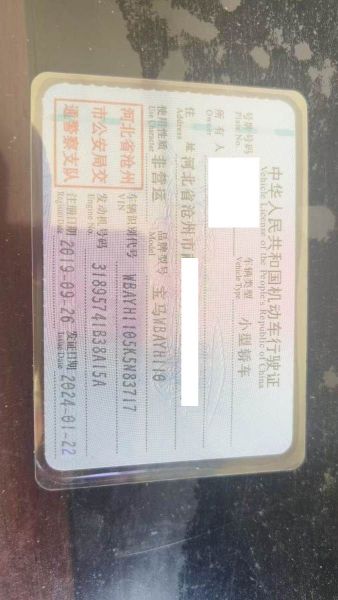 中华人民共和国机动车行驶证
Vehicle License of the People's Republic of China
号牌号码
Plate No.
车辆类型
Vehicle Type
小型轿车
所有人
Owner
住址
Address
河北省沧州市
使用性质
Use Character
非营运
品牌型号
Model
宝马WBAYH110
河北省沧州
市公安局交
通警察支队
车辆识别代号
VIN
WBAYH1105K5N83717
发动机号码
Engine No.
31895741B38A15A
注册日期
Register Date
2019-09-26
发证日期
Issue Date
2024-01-22